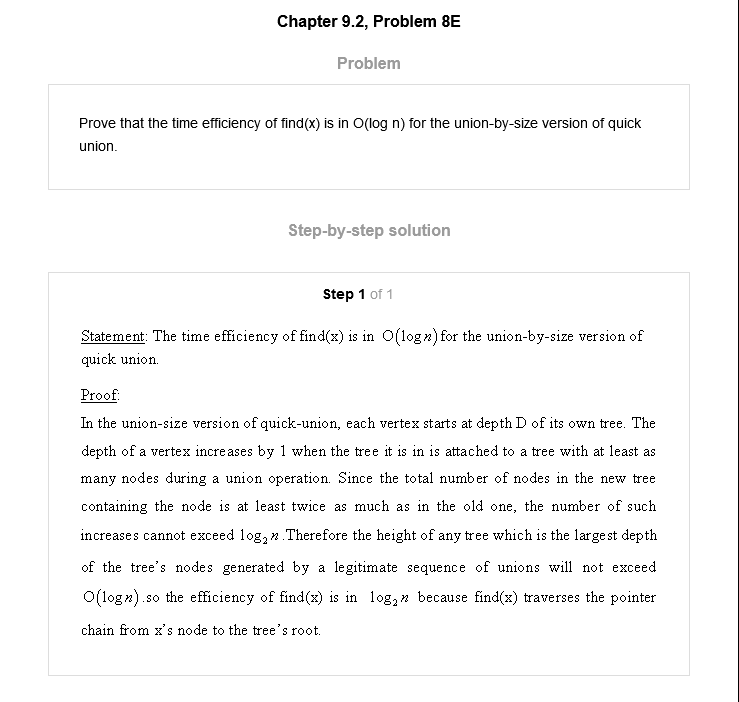 Chapter 9.2, Problem 8E
Problem
Prove that the time efficiency of find(x) is in O(log n) for the union-by-size version of quick
union.
Step-by-step solution
Step 1 of 1
Statement: The time efficiency of find(x) is in O(log n) for the union-by-size version of
quick union.
Proof:
In the union-size version of quick-union, each vertex starts at depth D of its own tree. The
depth of a vertex increases by 1 when the tree it is in is attached to a tree with at least as
many nodes during a union operation. Since the total number of nodes in the new tree
containing the node is at least twice as much as in the old one, the number of such
increases cannot exceed log₂ n .Therefore the height of any tree which is the largest depth
of the tree's nodes generated by a legitimate sequence of unions will not exceed
O(log n) .so the efficiency of find(x) is in log₂ n because find(x) traverses the pointer
chain from x's node to the tree's root.